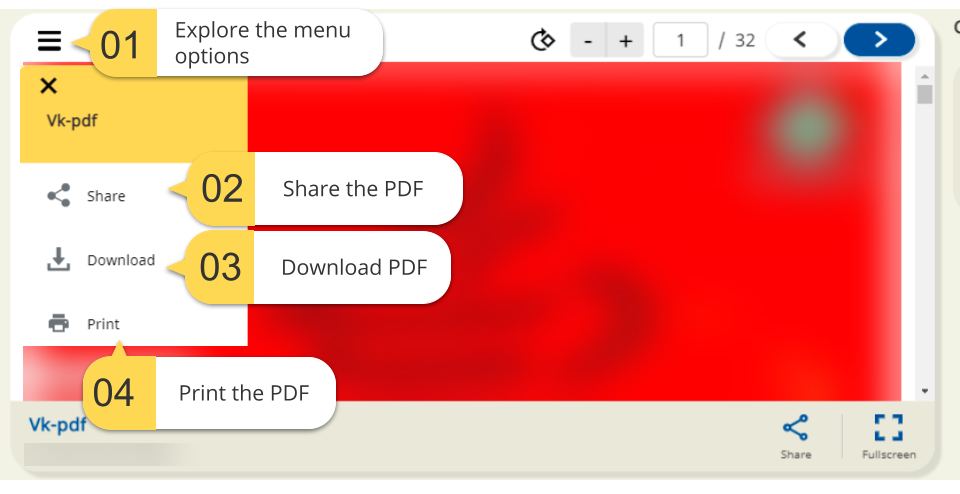 01
Explore the menu
options
- + 1 / 32
Vk-pdf
Share
02
Share the PDF
Download
03
Download PDF
Print
04
Print the PDF
Vk-pdf
Share
Fullscreen